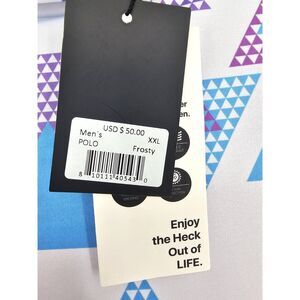 USD $ 50.00
Men's XXL
POLO Frosty
8 10111 40543 0
Enjoy
the Heck
Out of
LIFE.